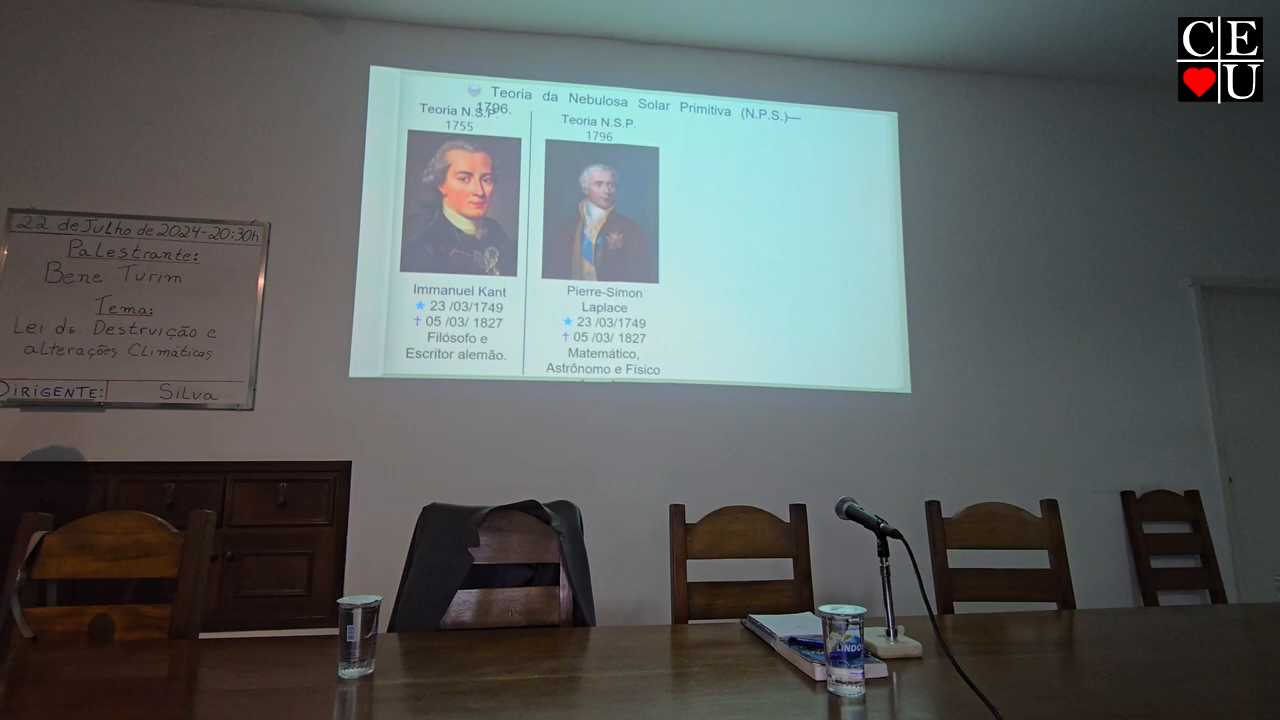 C E
U
Teoria da Nebulosa Solar Primitiva (N.P.S.)—
1796.
Teoria N.S.P.
1755
Immanuel Kant
23 /03/1749
05 /03/ 1827
Filósofo e
Escritor alemão.
Teoria N.S.P.
1796
Pierre-Simon
Laplace
23 /03/1749
05 /03/ 1827
Matemático,
Astrônomo e Físico
22 de Julho de 2024-20:30h
Palestrante:
Bene Turim
Tema:
Lei de Destruição e
alterações Climáticas
DIRIGENTE: Silva
LINDO